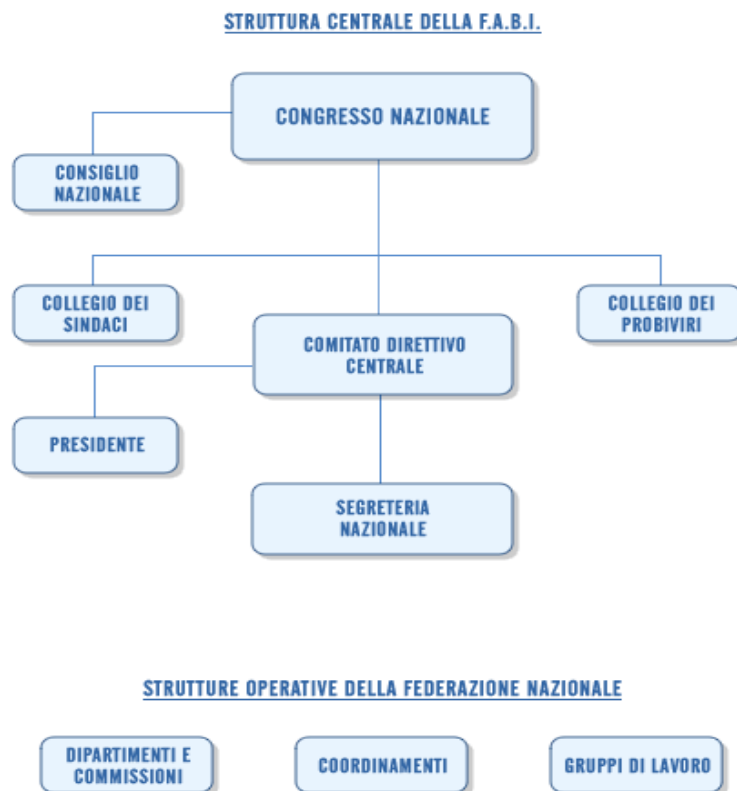 STRUTTURA CENTRALE DELLA F.A.B.I.
CONGRESSO NAZIONALE
CONSIGLIO
NAZIONALE
COLLEGIO DEI
SINDACI
COLLEGIO DEI
PROBIVIRI
COMITATO DIRETTIVO
CENTRALE
PRESIDENTE
SEGRETERIA
NAZIONALE
STRUTTURE OPERATIVE DELLA FEDERAZIONE NAZIONALE
DIPARTIMENTI E
COMMISSIONI
COORDINAMENTI
GRUPPI DI LAVORO